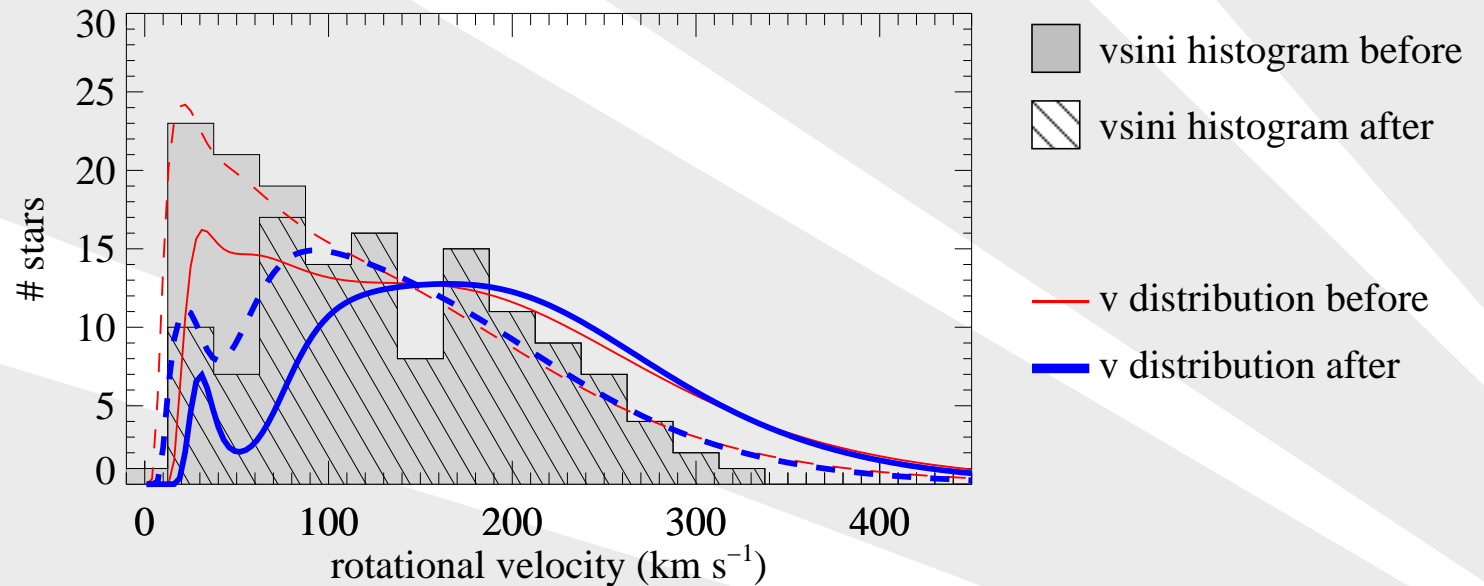 30
25
20
15
10
5
0
# stars
0 100 200 300 400
rotational velocity (km s⁻¹)
vsini histogram before
vsini histogram after
v distribution before
v distribution after